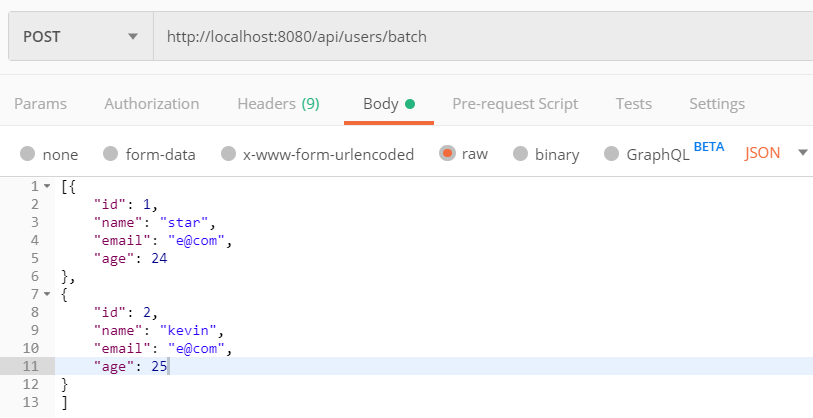 POST http://localhost:8080/api/users/batch
Params Authorization Headers (9) Body Pre-request Script Tests Settings
none form-data x-www-form-urlencoded raw binary GraphQL BETA JSON
1 [{
2 "id": 1,
3 "name": "star",
4 "email": "e@com",
5 "age": 24
6 },
7 {
8 "id": 2,
9 "name": "kevin",
10 "email": "e@com",
11 "age": 25
12 }
13 ]